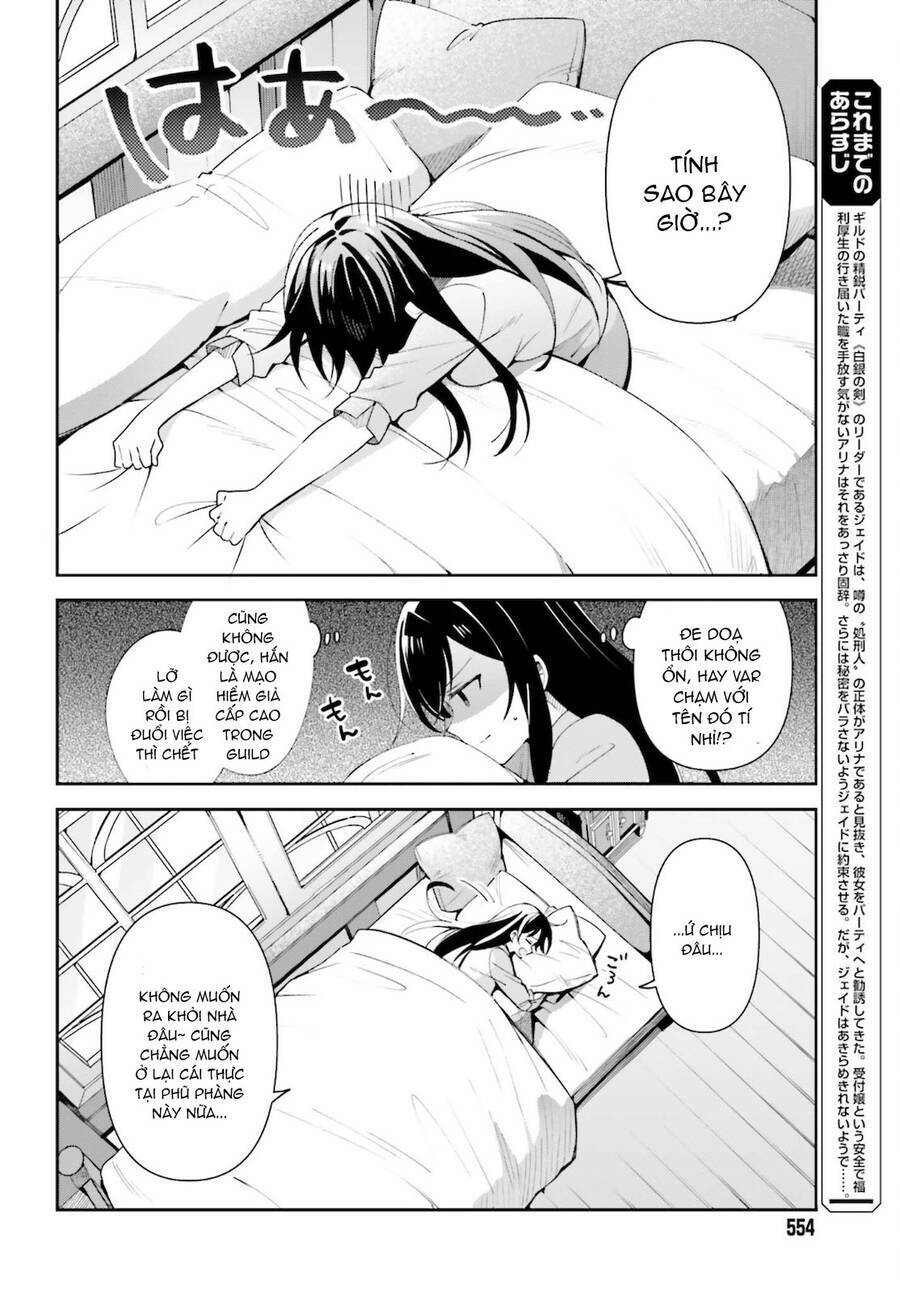 これまでの
あらすじ
ギルドの精鋭パーティ《白銀の剣》のリーダーであるジェイドは、噂の〝処刑人〟の正体がアリナであると見抜き、彼女をパーティへと勧誘してきた。受付嬢という安全で福
利厚生の行き届いた職を手放す気がないアリナはそれをあっさり固辞。さらには秘密をバラさないようジェイドに約束させる。だが、ジェイドはあきらめきれないようで……。
はあ〜〜…
TÍNH
SAO BÂY
GIỜ...?
ĐE DOẠ
THÔI KHÔNG
ỔN, HAY VAR
CHẠM VỚI
TÊN ĐÓ TÍ
NHỈ!?
もん
もん
CŨNG
KHÔNG
ĐƯỢC, HẮN
LÀ MẠO
HIỂM GIẢ
CẤP CAO
TRONG
GUILD
LỠ
LÀM GÌ
RỒI BỊ
ĐUỔI VIỆC
THÌ CHẾT
...Ứ CHỊU
ĐÂU...
ごろん
KHÔNG MUỐN
RA KHỎI NHÀ
ĐÂU~ CŨNG
CHẲNG MUỐN
Ở LẠI CÁI THỰC
TẠI PHŨ PHÀNG
NÀY NỮA...
554